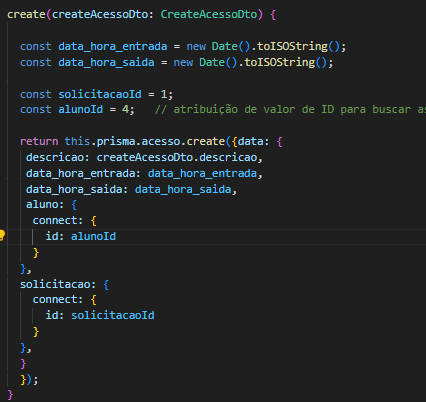 create(createAcessoDto: CreateAcessoDto) {
const data_hora_entrada = new Date().toISOString();
const data_hora_saida = new Date().toISOString();
const solicitacaoId = 1;
const alunoId = 4;   // atribuição de valor de ID para buscar as
return this.prisma.acesso.create({data: {
descricao: createAcessoDto.descricao,
data_hora_entrada: data_hora_entrada,
data_hora_saida: data_hora_saida,
aluno: {
connect: {
id: alunoId
}
},
solicitacao: {
connect: {
id: solicitacaoId
}
},
}
});
}